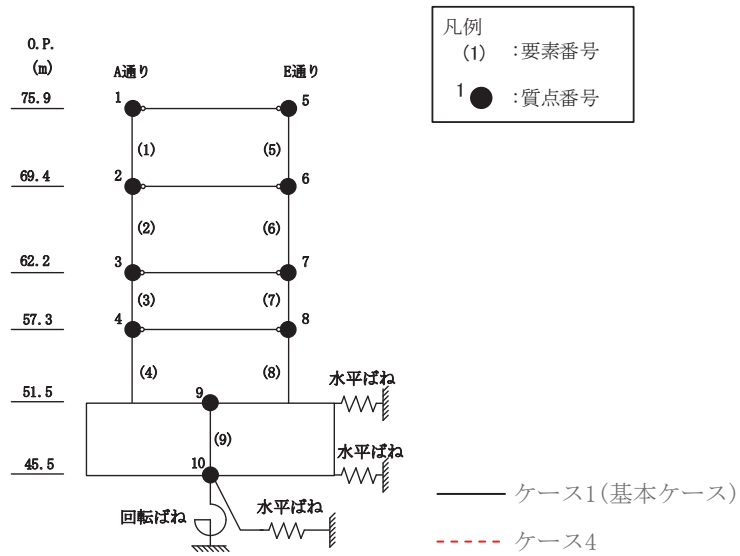 O.P.
(m)
A通り
E通り
75.9
1
5
(1)
(5)
69.4
2
6
(2)
(6)
62.2
3
7
(3)
(7)
57.3
4
8
(4)
(8)
水平ばね
51.5
9
(9)
水平ばね
45.5
10
回転ばね
水平ばね
凡例
(1) :要素番号
1 :質点番号
ケース1(基本ケース)
ケース4